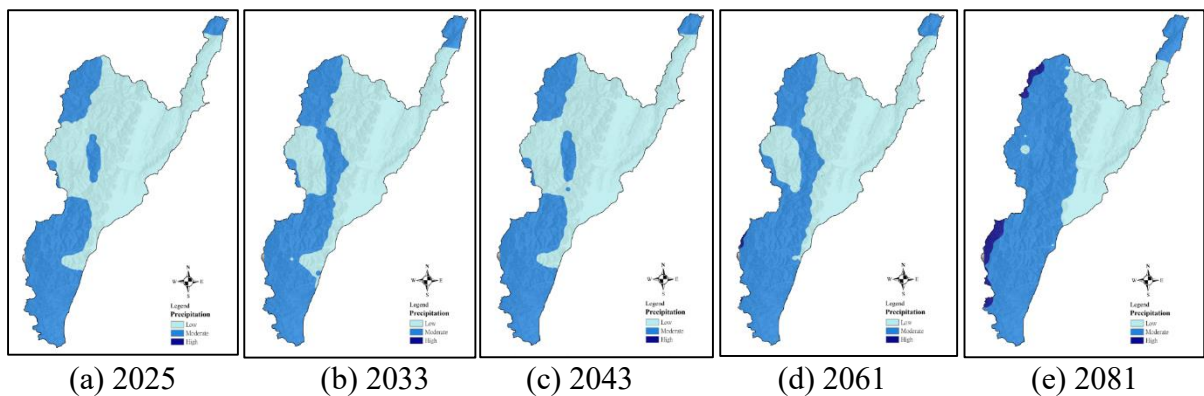 N
W E
S
Legend
Precipitation
Low
Moderate
High
N
W E
S
Legend
Precipitation
Low
Moderate
High
N
W E
S
Legend
Precipitation
Low
Moderate
High
N
W E
S
Legend
Precipitation
Low
Moderate
High
N
W E
S
Legend
Precipitation
Low
Moderate
High
(a) 2025
(b) 2033
(c) 2043
(d) 2061
(e) 2081